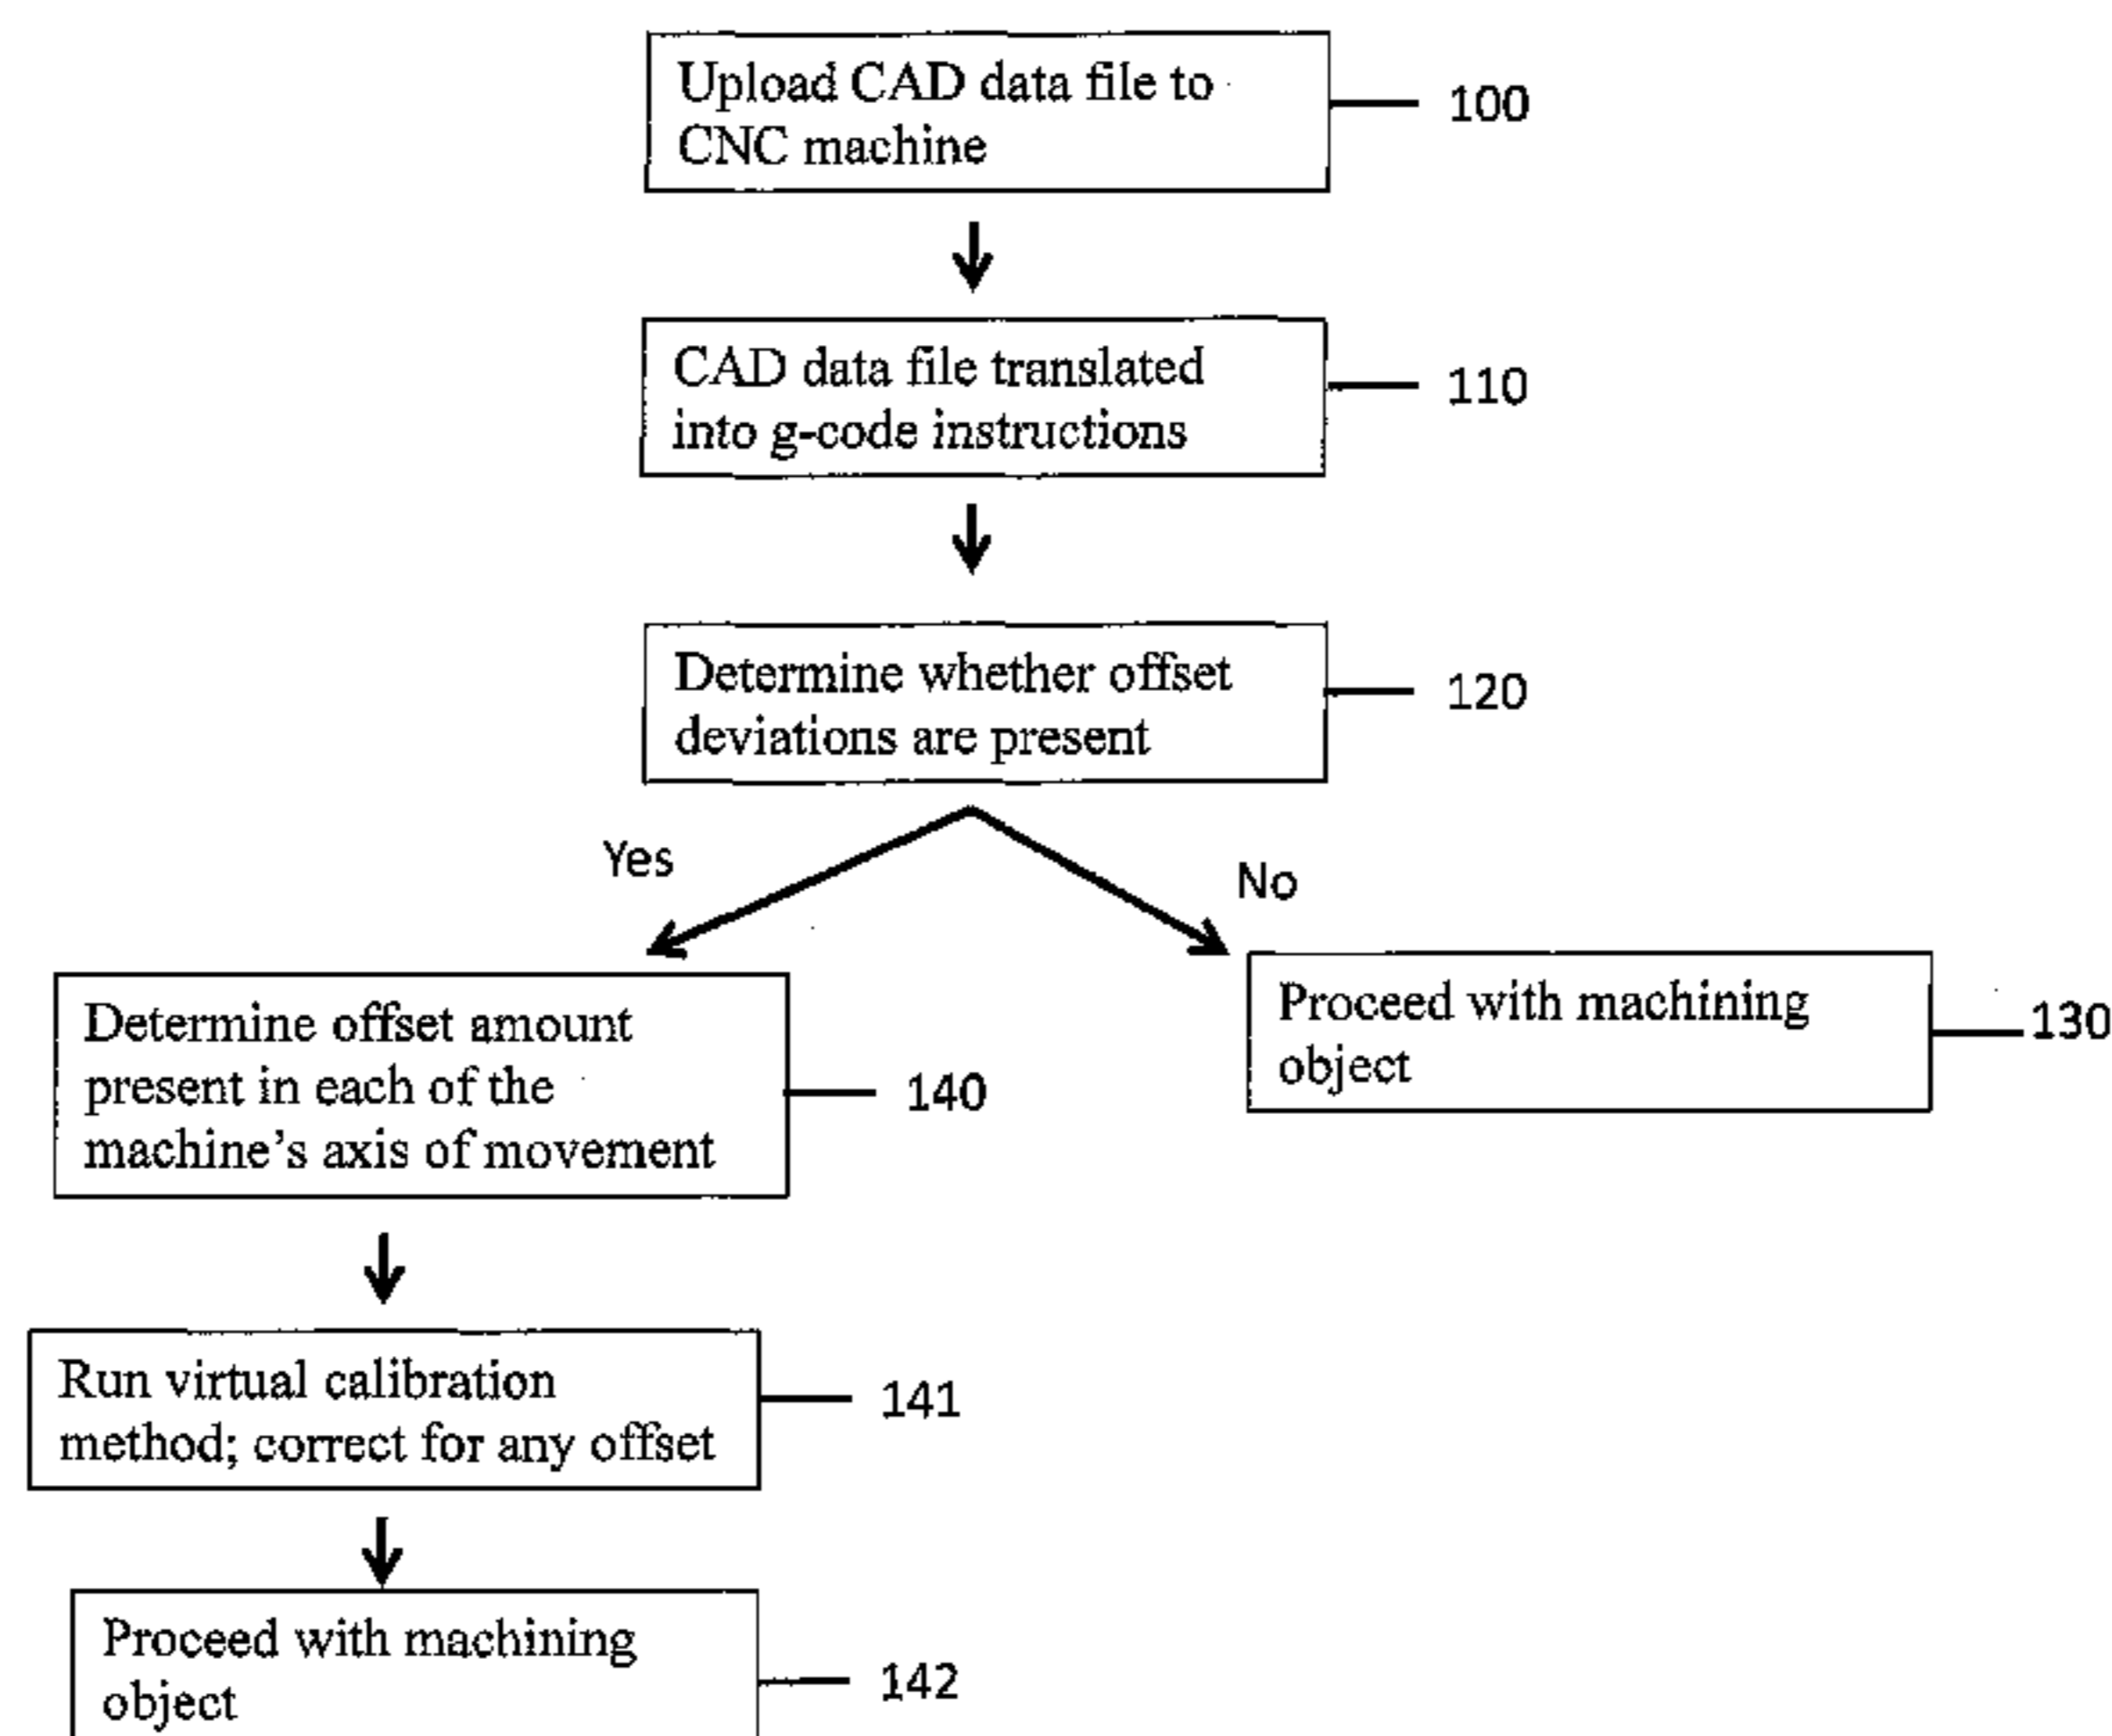 Upload CAD data file to
CNC machine
100
CAD data file translated
into g-code instructions
110
Determine whether offset
deviations are present
120
Yes
No
Determine offset amount
present in each of the
machine's axis of movement
140
Proceed with machining
object
130
Run virtual calibration
method; correct for any offset
141
Proceed with machining
object
142